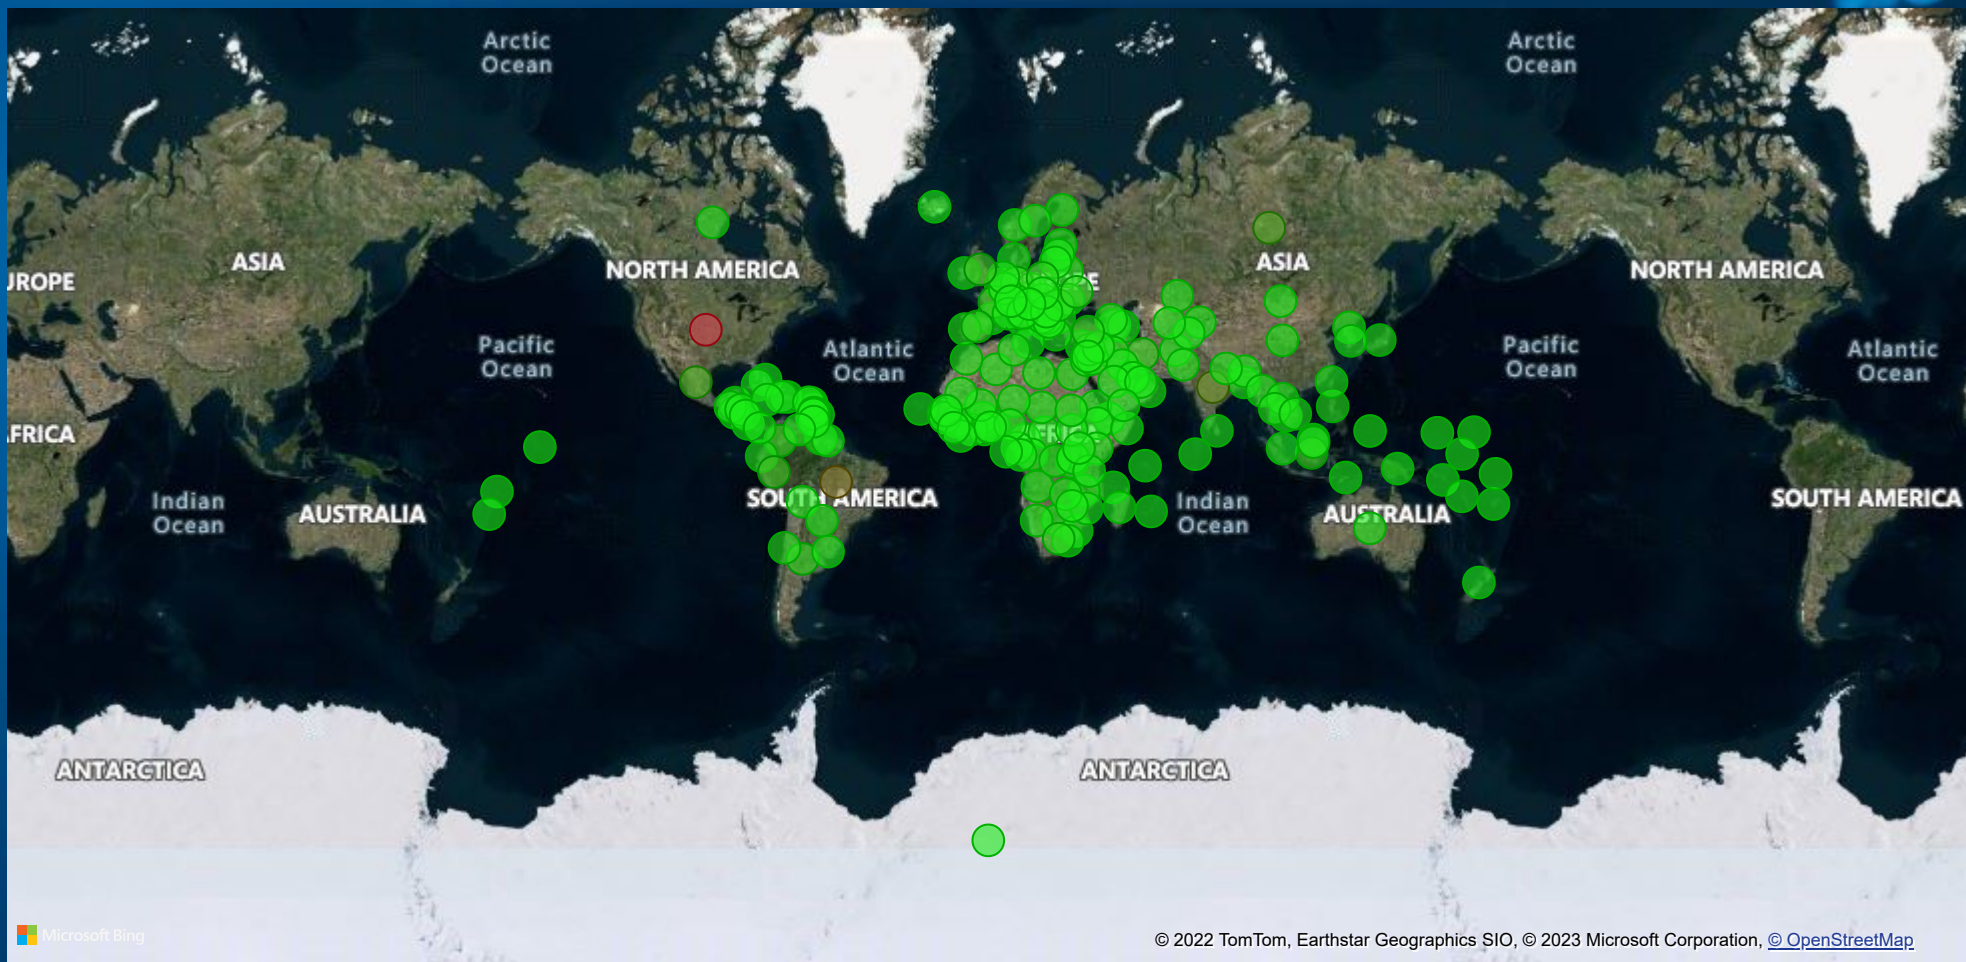 Arctic
Ocean
Arctic
Ocean
ASIA
NORTH AMERICA
ASIA
NORTH AMERICA
UROPE
E
Pacific
Ocean
Atlantic
Ocean
Pacific
Ocean
Atlantic
Ocean
AFRICA
AFRICA
Indian
Ocean
AUSTRALIA
SOUTH AMERICA
Indian
Ocean
AUSTRALIA
SOUTH AMERICA
ANTARCTICA
ANTARCTICA
Microsoft Bing
© 2022 TomTom, Earthstar Geographics SIO, © 2023 Microsoft Corporation, © OpenStreetMap